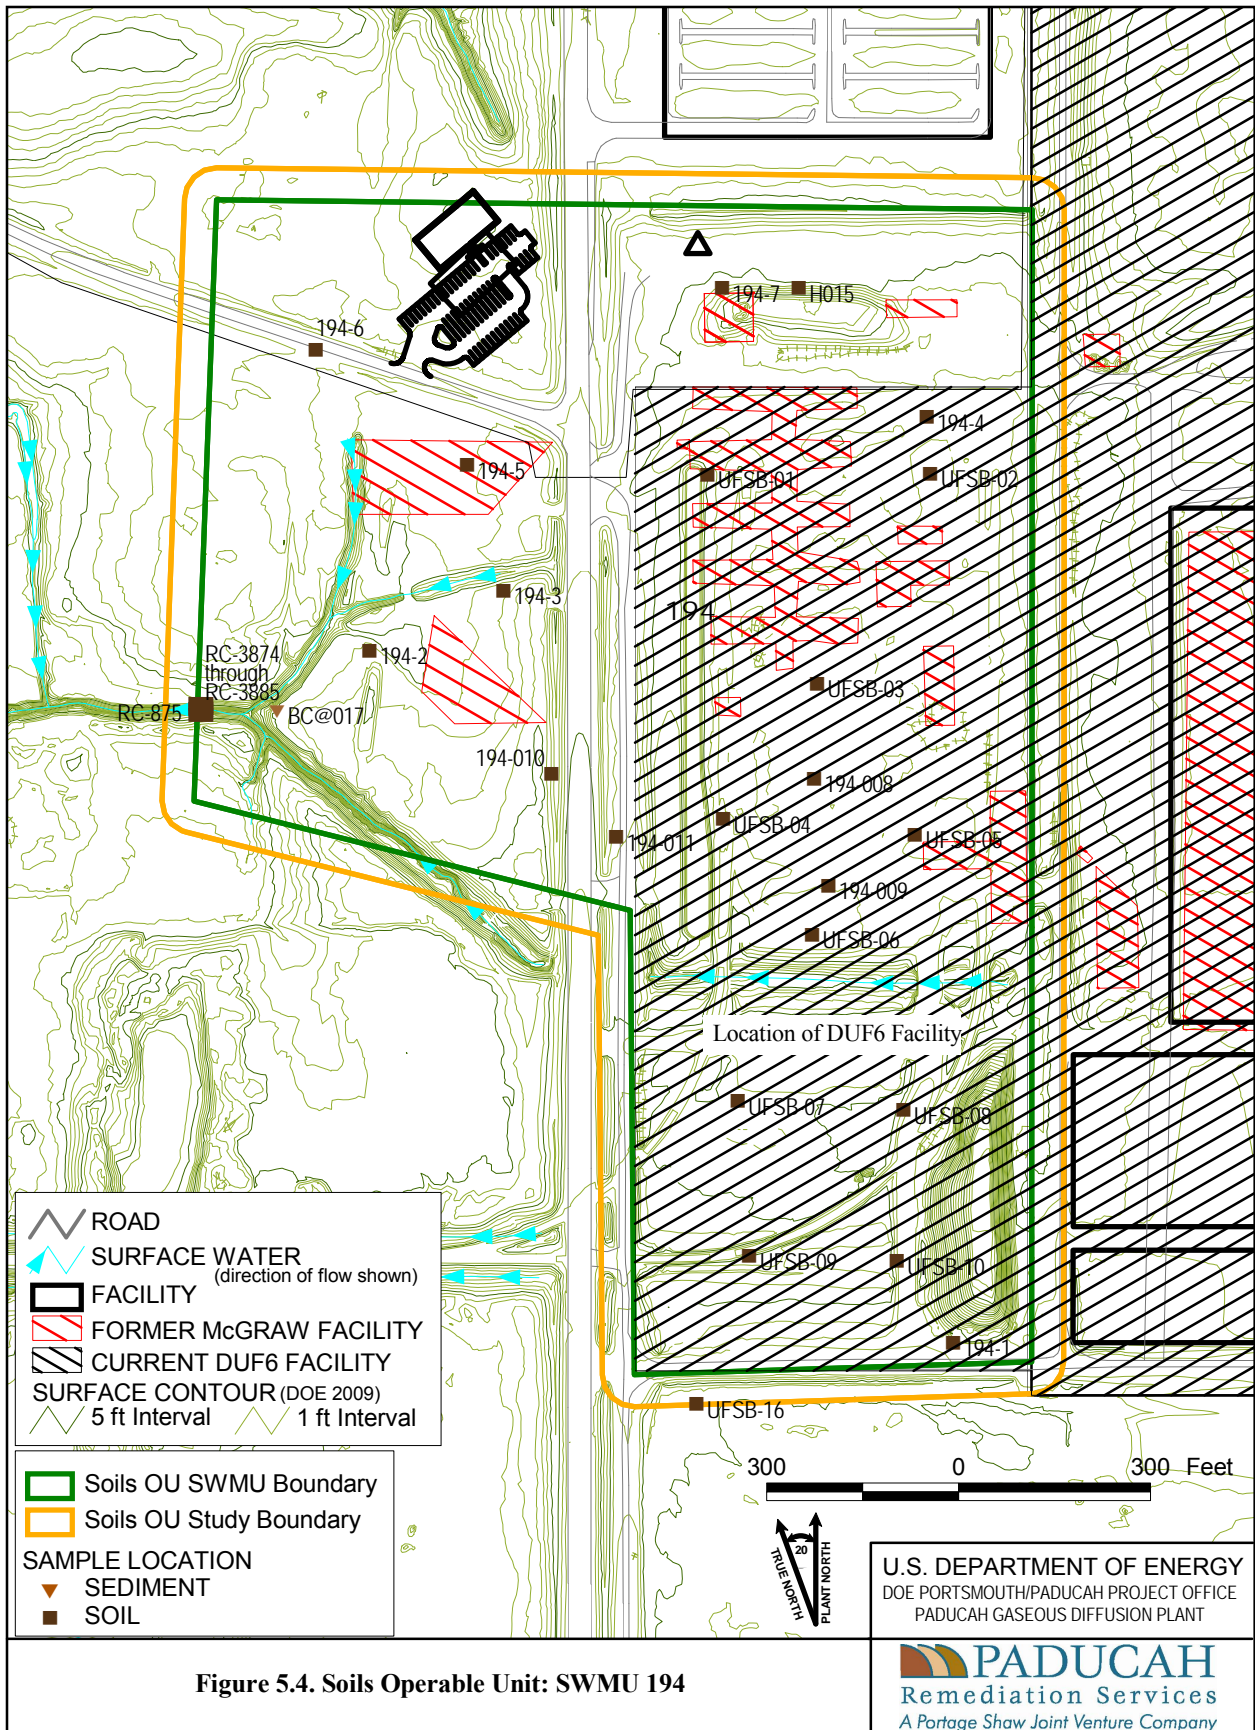 194-7
H015
194-6
194-4
194-5
UFSB-01
UFSB-02
194-3
194
RC-3874
through
RC-3885
194-2
UFSB-03
RC-875
BC@017
194-010
194-008
UFSB-04
UFSB-05
194-011
194-009
UFSB-06
Location of DUF6 Facility
UFSB-07
UFSB-08
UFSB-09
UFSB-10
194-1
UFSB-16
ROAD
SURFACE WATER
(direction of flow shown)
FACILITY
FORMER McGRAW FACILITY
CURRENT DUF6 FACILITY
SURFACE CONTOUR (DOE 2009)
5 ft Interval 1 ft Interval
Soils OU SWMU Boundary
Soils OU Study Boundary
SAMPLE LOCATION
SEDIMENT
SOIL
300 0 300 Feet
20
TRUE NORTH
PLANT NORTH
U.S. DEPARTMENT OF ENERGY
DOE PORTSMOUTH/PADUCAH PROJECT OFFICE
PADUCAH GASEOUS DIFFUSION PLANT
Figure 5.4. Soils Operable Unit: SWMU 194
PADUCAH
Remediation Services
A Portage Shaw Joint Venture Company